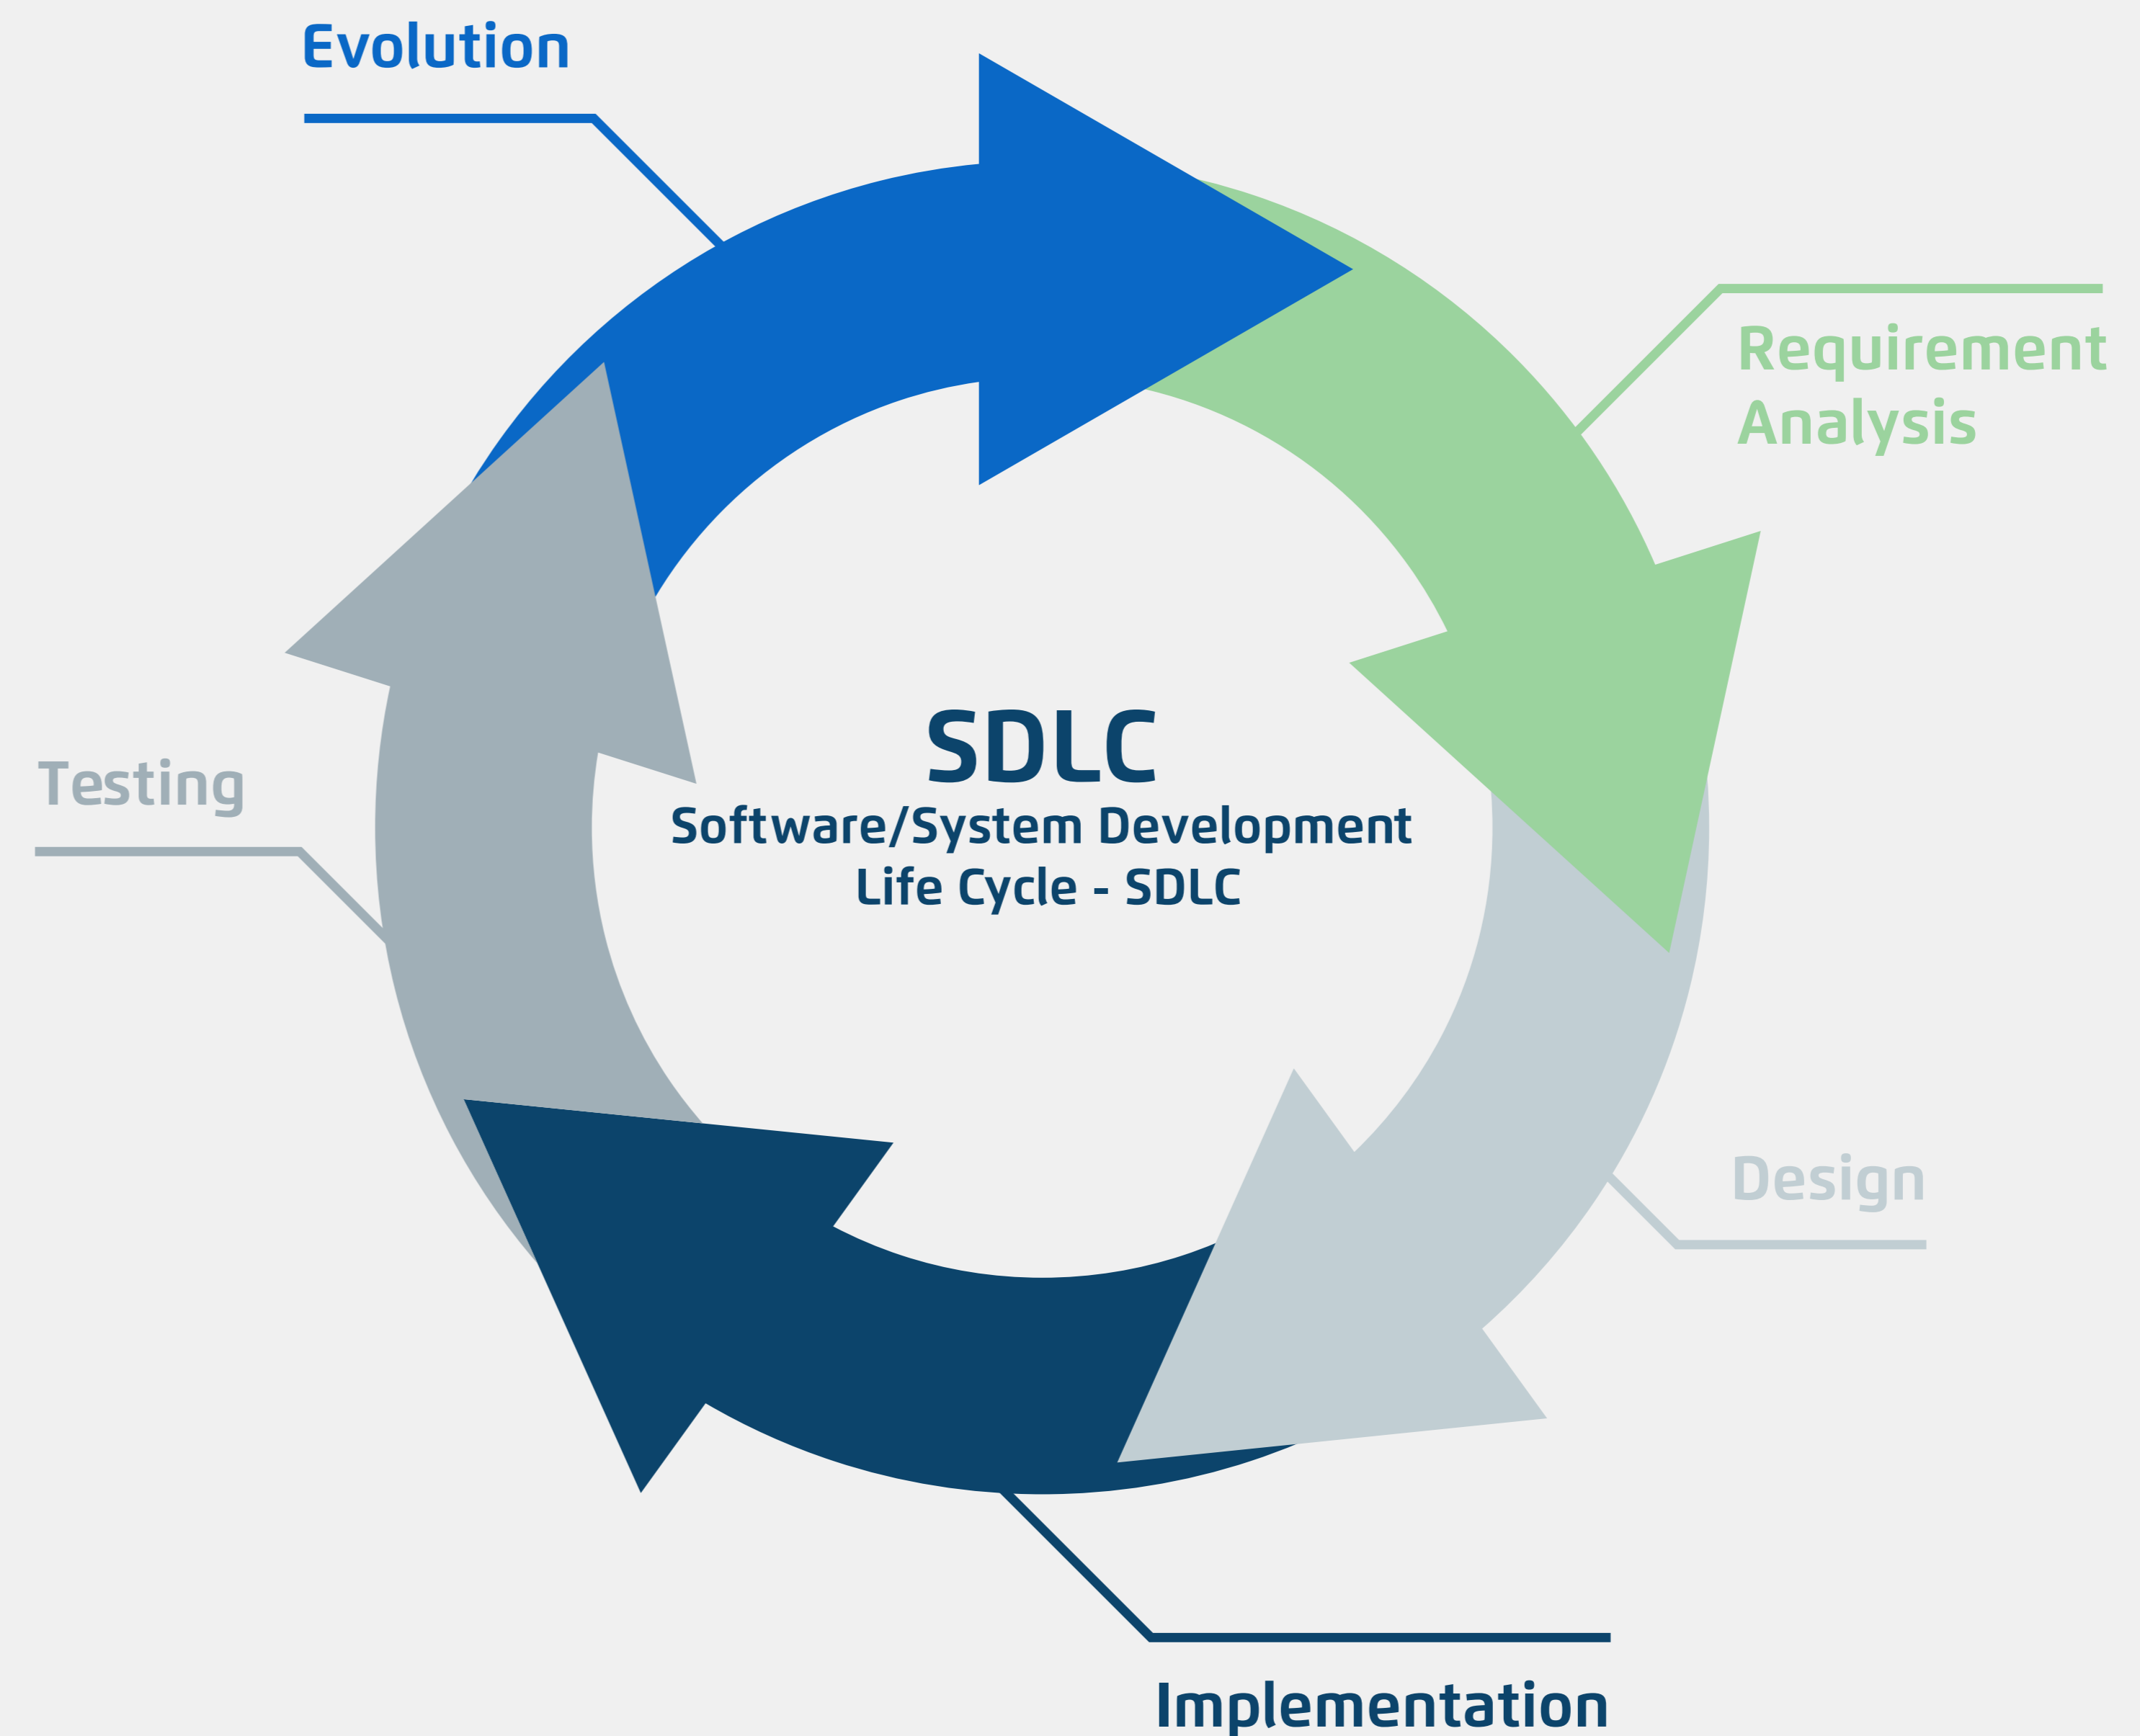 Evolution
Requirement
Analysis
SDLC
Software/System Development
Life Cycle - SDLC
Testing
Design
Implementation